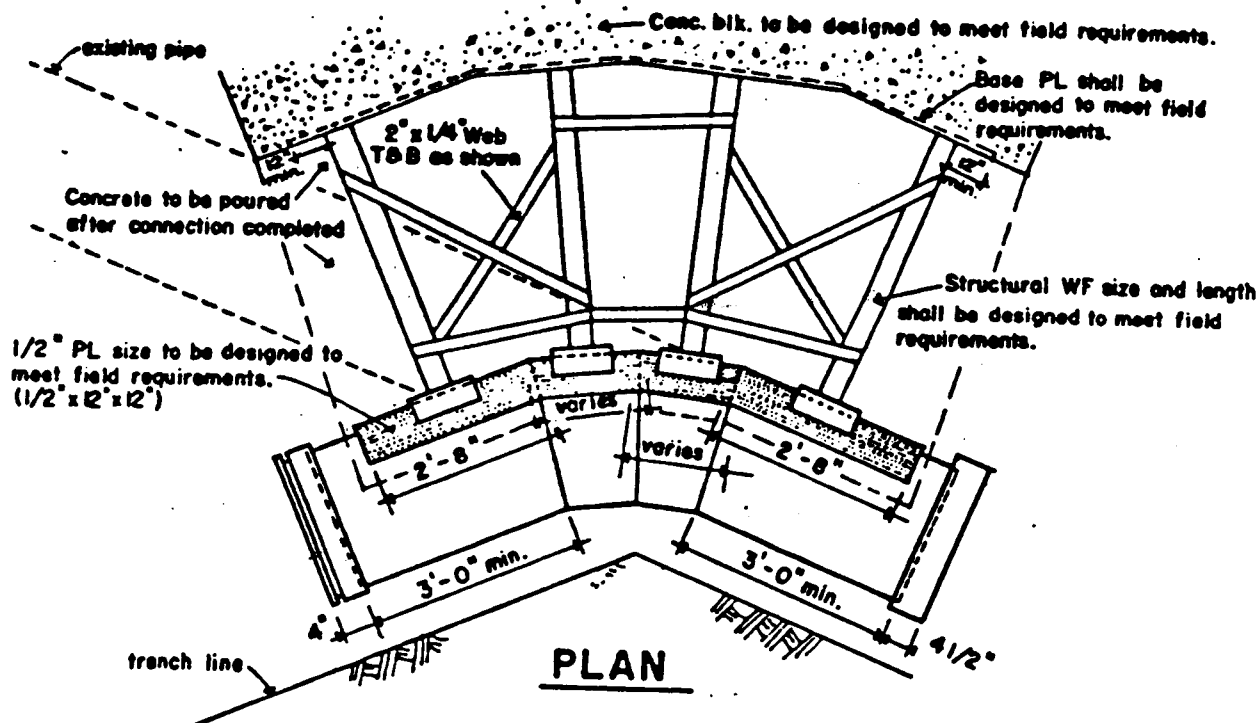 Conc. blk. to be designed to meet field requirements.
existing pipe
Base PL shall be
designed to meet field
requirements.
2" x 1/4" Web
T&B as shown
12"
min.
12"
min.
Concrete to be poured
after connection completed
Structural WF size and length
shall be designed to meet field
requirements.
1/2" PL size to be designed to
meet field requirements.
(1/2" x 12" x 12")
varies
varies
2'-8"
2'-8"
3'-0" min.
3'-0" min.
4"
4 1/2"
trench line
PLAN